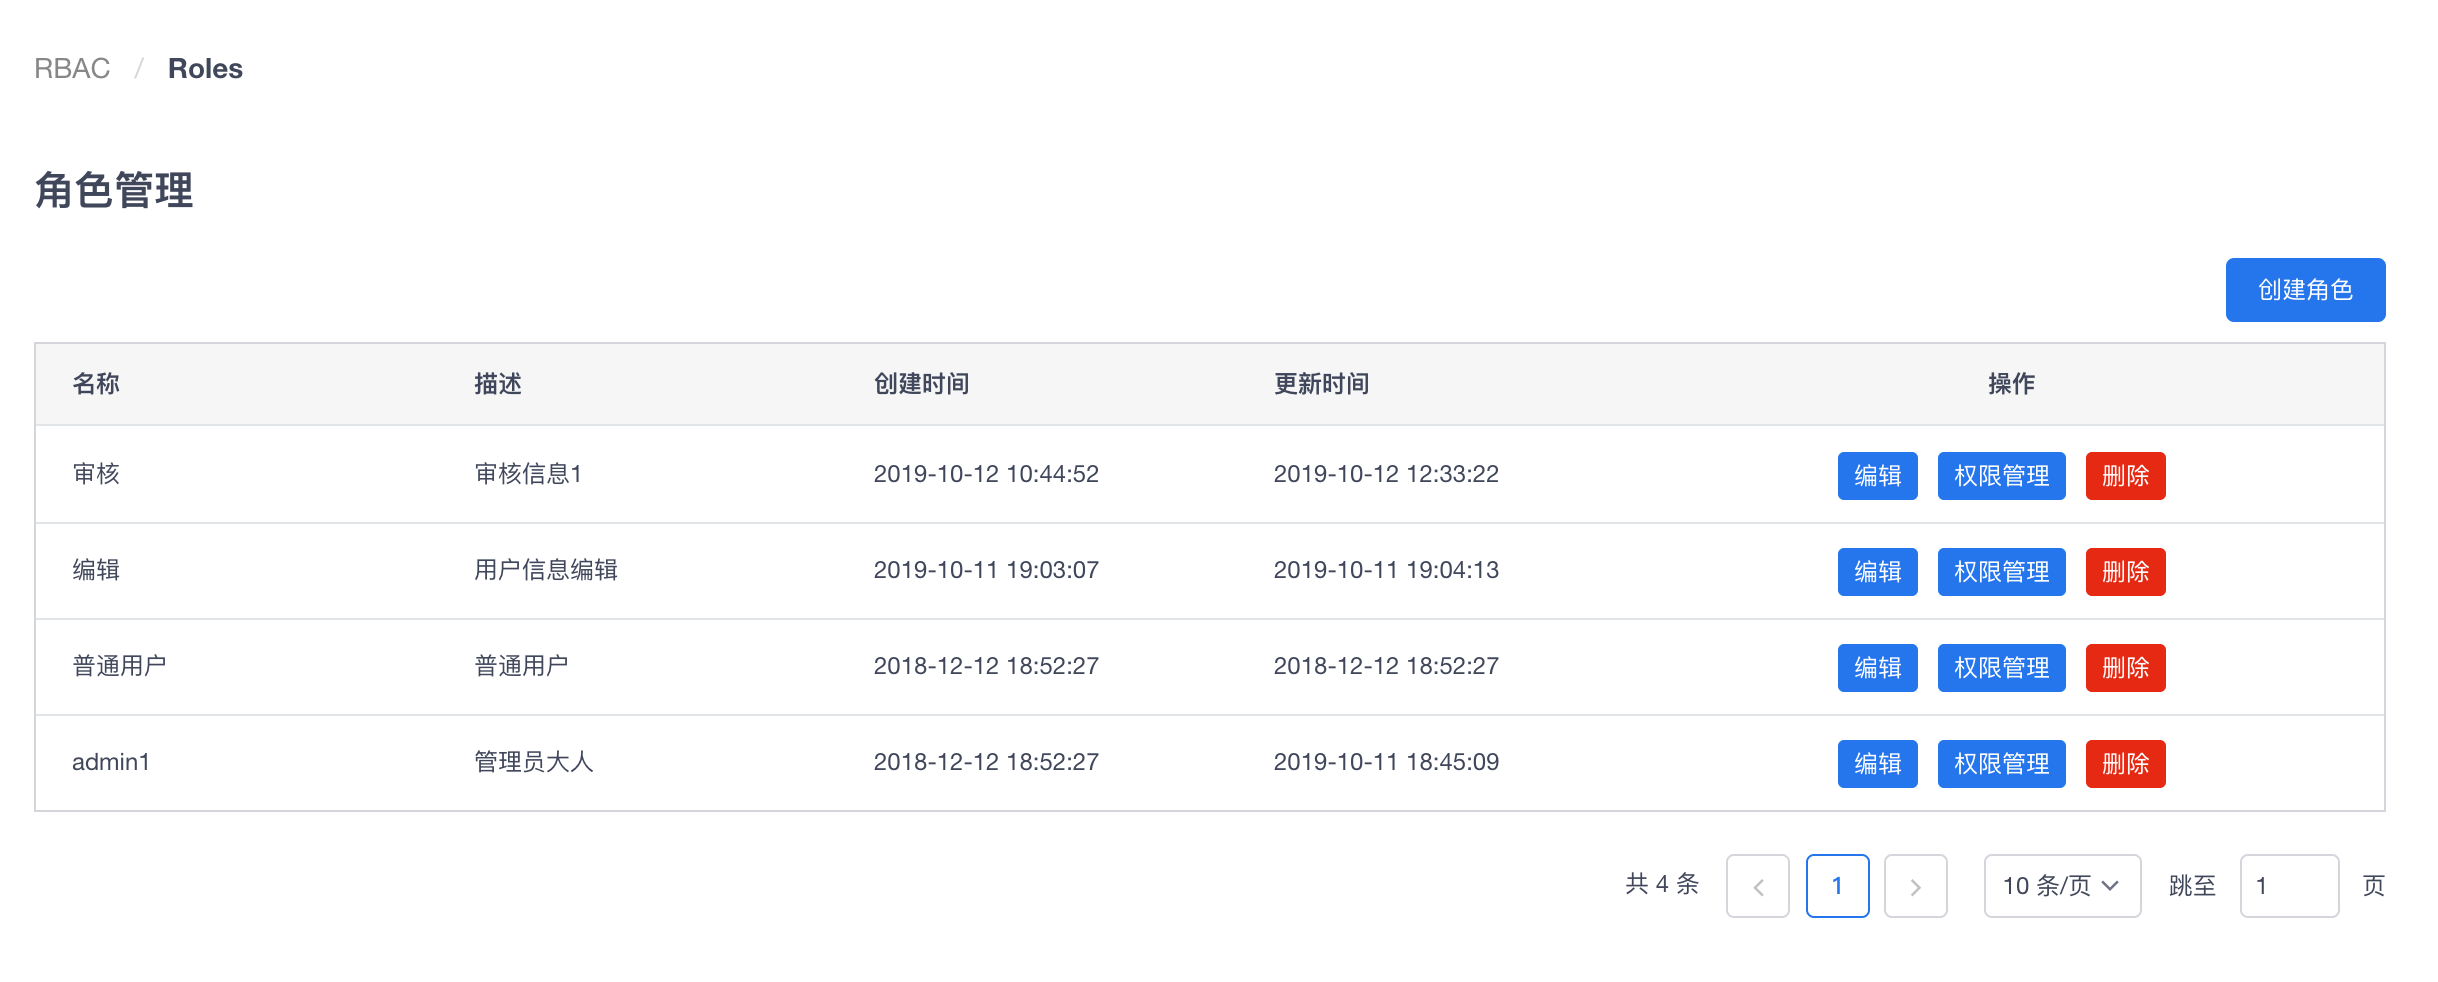 RBAC / Roles
角色管理
创建角色
名称 描述 创建时间 更新时间 操作
审核 审核信息1 2019-10-12 10:44:52 2019-10-12 12:33:22 编辑 权限管理 删除
编辑 用户信息编辑 2019-10-11 19:03:07 2019-10-11 19:04:13 编辑 权限管理 删除
普通用户 普通用户 2018-12-12 18:52:27 2018-12-12 18:52:27 编辑 权限管理 删除
admin1 管理员大人 2018-12-12 18:52:27 2019-10-11 18:45:09 编辑 权限管理 删除
共 4 条 1 10 条/页 跳至 1 页